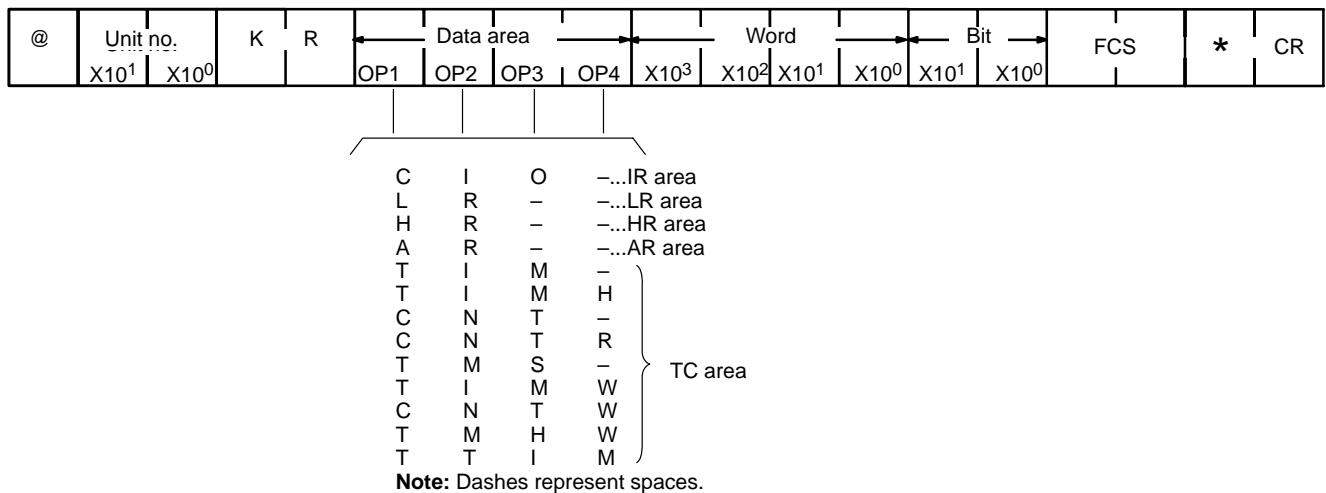 @ Unit no. K R Data area Word Bit FCS * CR
X10¹ X10⁰ OP1 OP2 OP3 OP4 X10³ X10² X10¹ X10⁰ X10¹ X10⁰
C I O –...IR area
L R – –...LR area
H R – –...HR area
A R – –...AR area
T I M –
T I M H
C N T –
C N T R
T M S –
TC area
T I M W
C N T W
T M H W
T T I M
Note: Dashes represent spaces.